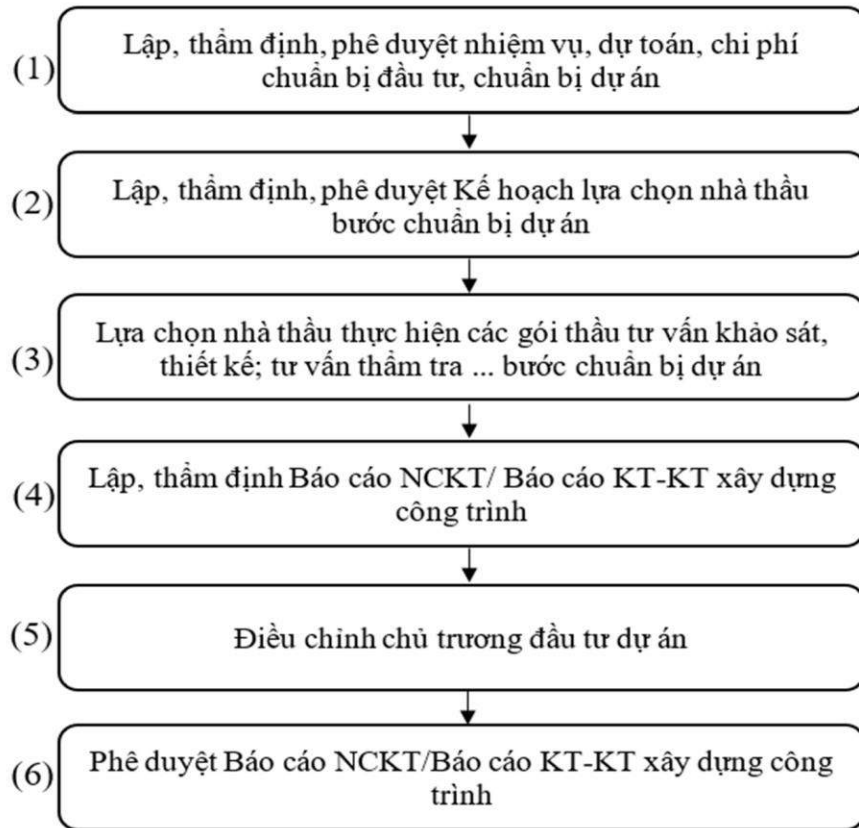 (1)
Lập, thẩm định, phê duyệt nhiệm vụ, dự toán, chi phí
chuẩn bị đầu tư, chuẩn bị dự án
(2)
Lập, thẩm định, phê duyệt Kế hoạch lựa chọn nhà thầu
bước chuẩn bị dự án
(3)
Lựa chọn nhà thầu thực hiện các gói thầu tư vấn khảo sát,
thiết kế; tư vấn thẩm tra ... bước chuẩn bị dự án
(4)
Lập, thẩm định Báo cáo NCKT/ Báo cáo KT-KT xây dựng
công trình
(5)
Điều chỉnh chủ trương đầu tư dự án
(6)
Phê duyệt Báo cáo NCKT/Báo cáo KT-KT xây dựng công
trình